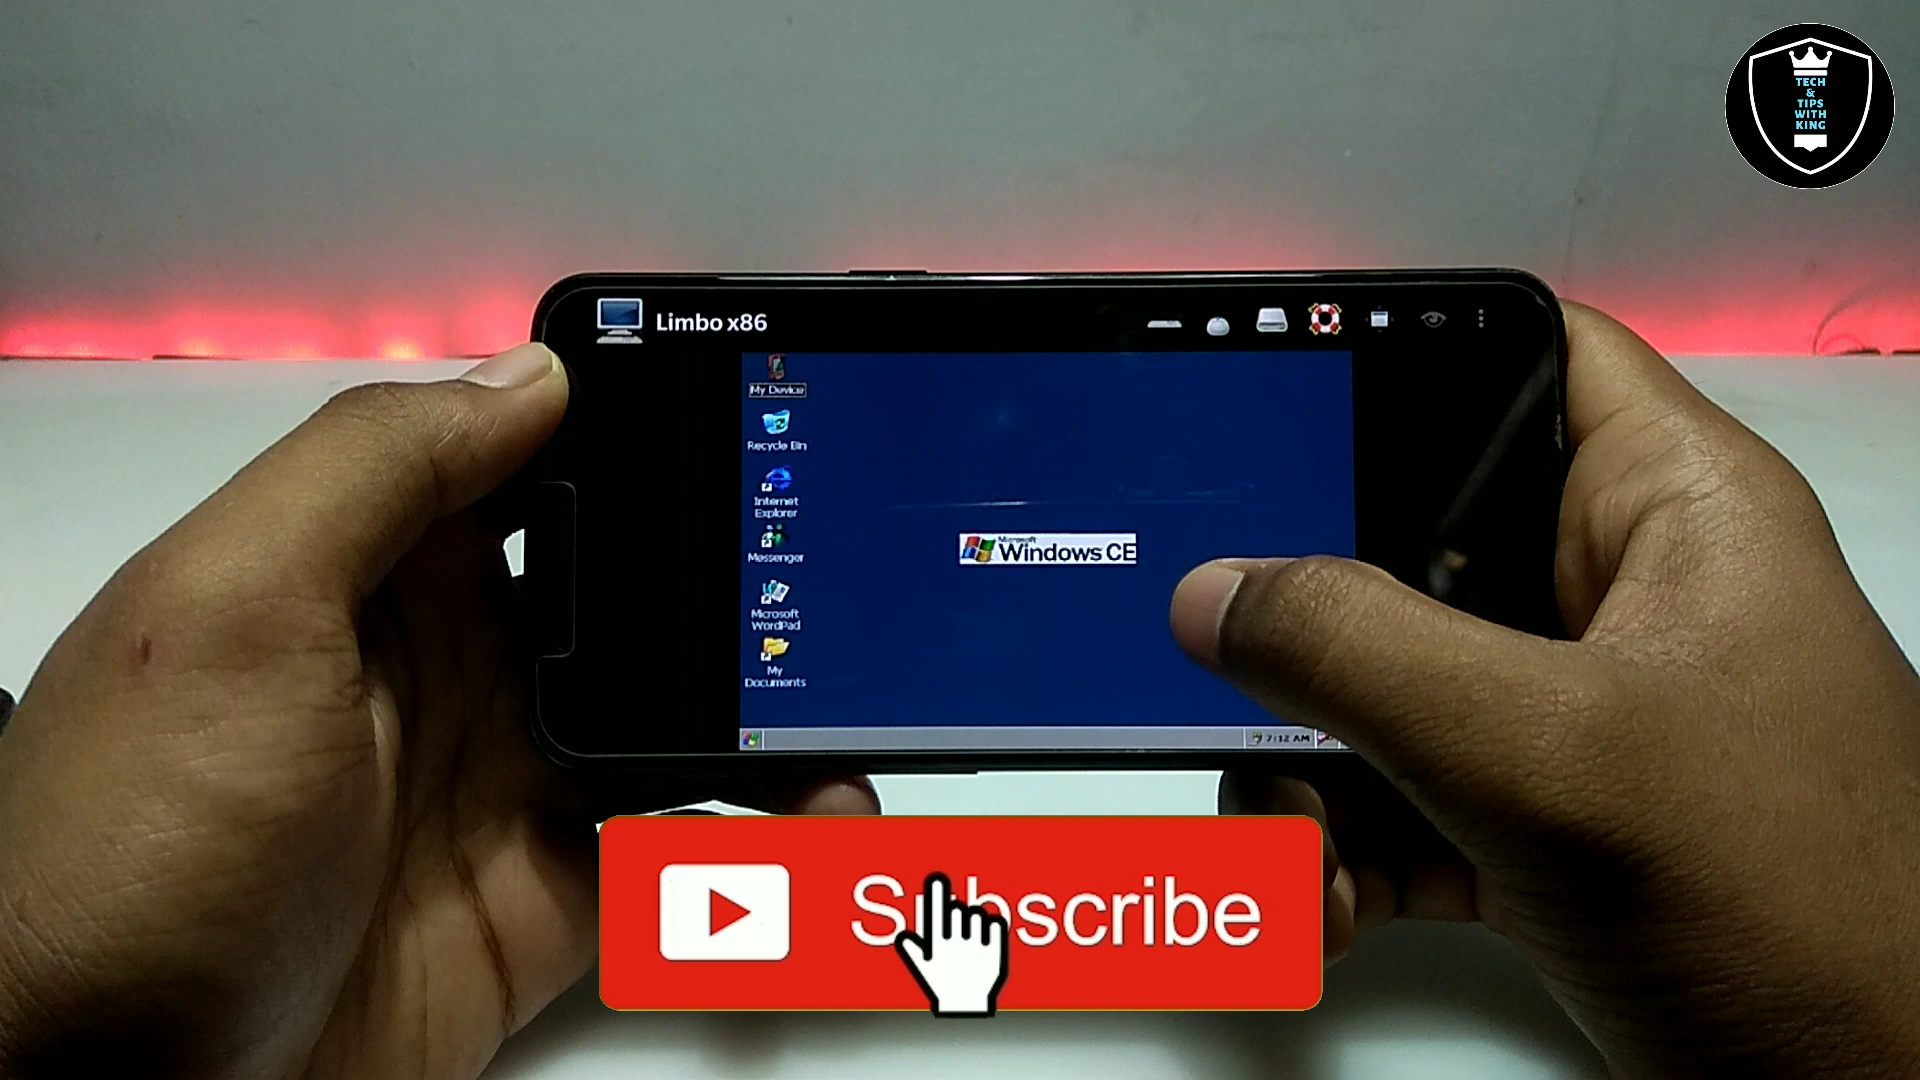 TECH
&
TIPS
WITH
KING
Limbo x86
My Device
Recycle Bin
Internet
Explorer
Messenger
Microsoft
WordPad
My
Documents
Microsoft
Windows CE
7:12 AM
Subscribe